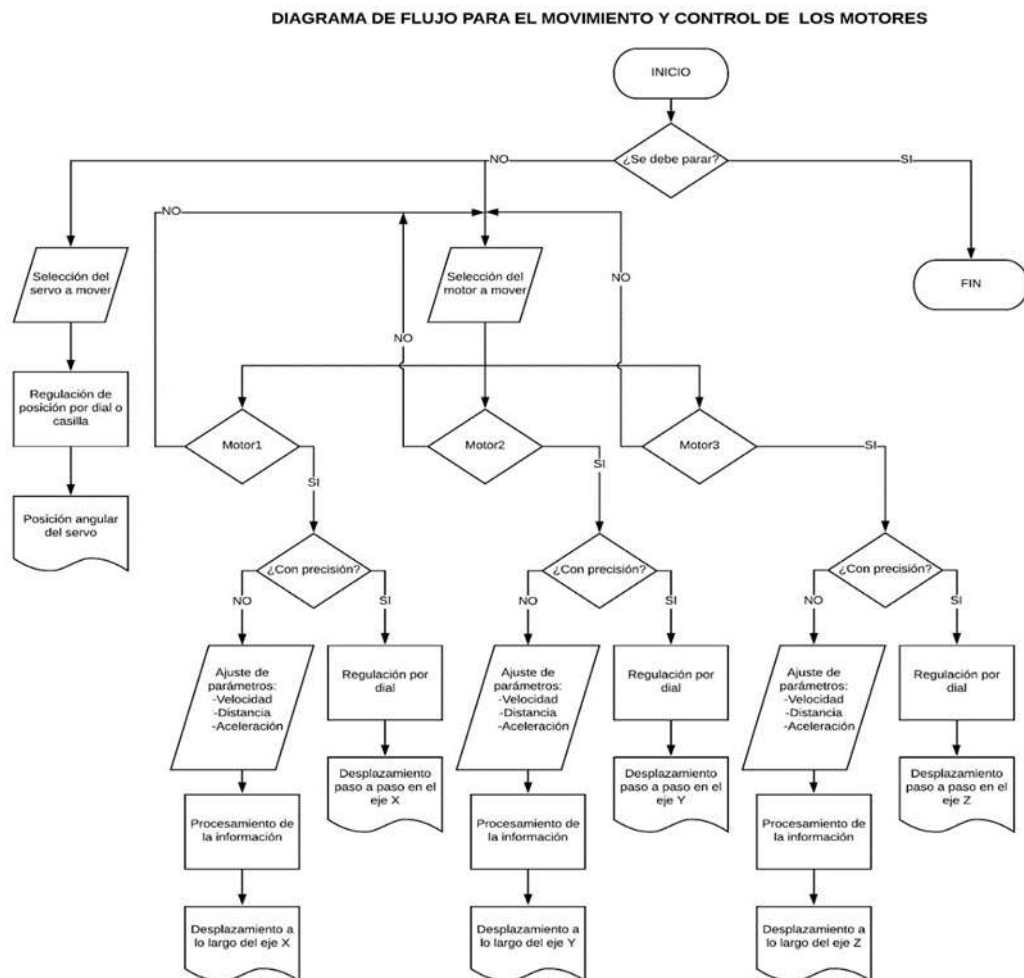 DIAGRAMA DE FLUJO PARA EL MOVIMIENTO Y CONTROL DE LOS MOTORES
INICIO
¿Se debe parar?
NO
SI
NO
Selección del
servo a mover
Selección del
motor a mover
NO
FIN
NO
Regulación de
posición por dial o
casilla
Motor1
Motor2
Motor3
SI
SI
SI
Posición angular
del servo
¿Con precisión?
¿Con precisión?
¿Con precisión?
NO
SI
NO
SI
NO
SI
Ajuste de
parámetros:
-Velocidad
-Distancia
-Aceleración
Regulación por
dial
Ajuste de
parámetros:
-Velocidad
-Distancia
-Aceleración
Regulación por
dial
Ajuste de
parámetros:
-Velocidad
-Distancia
-Aceleración
Regulación por
dial
Desplazamiento
paso a paso en el
eje X
Desplazamiento
paso a paso en el
eje Y
Desplazamiento
paso a paso en el
eje Z
Procesamiento de
la información
Procesamiento de
la información
Procesamiento de
la información
Desplazamiento a
lo largo del eje X
Desplazamiento a
lo largo del eje Y
Desplazamiento a
lo largo del eje Z